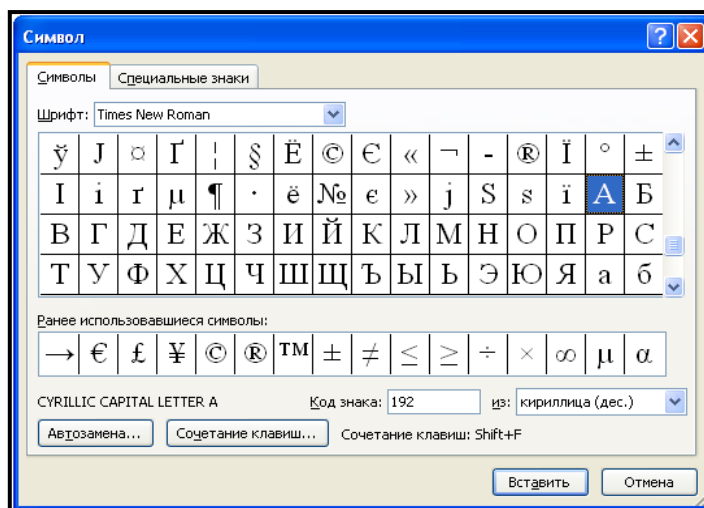 Символ
Символы Специальные знаки
Шрифт: Times New Roman
ў Ј ¤ Ґ ¦ § Ё © Є « ¬ - ® Ї ° ±
І і ґ µ ¶ · ё № є » ј Ѕ ѕ ї А Б
В Г Д Е Ж З И Й К Л М Н О П Р С
Т У Ф Х Ц Ч Ш Щ Ъ Ы Ь Э Ю Я а б
Ранее использовавшиеся символы:
→ € £ ¥ © ® ™ ± ≠ ≤ ≥ ÷ × ∞ µ α
CYRILLIC CAPITAL LETTER A Код знака: 192 из: кириллица (дес.)
Автозамена... Сочетание клавиш... Сочетание клавиш: Shift+F
Вставить Отмена